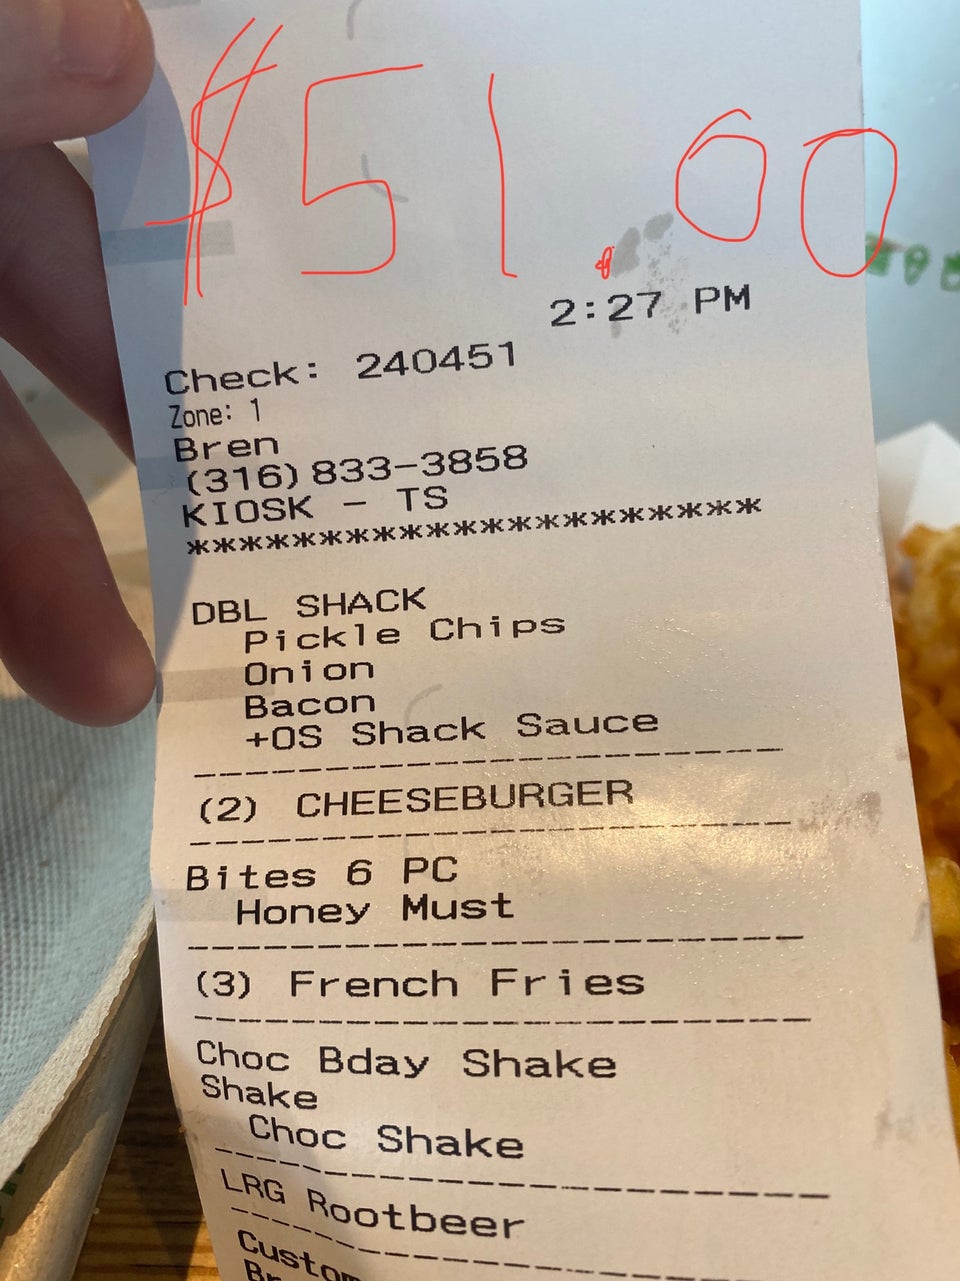 $51.00
2:27 PM
Check: 240451
Zone: 1
Bren
(316)833-3858
KIOSK - TS
**********************
DBL SHACK
Pickle Chips
Onion
Bacon
+OS Shack Sauce
(2) CHEESEBURGER
Bites 6 PC
Honey Must
(3) French Fries
Choc Bday Shake
Shake
Choc Shake
LRG Rootbeer